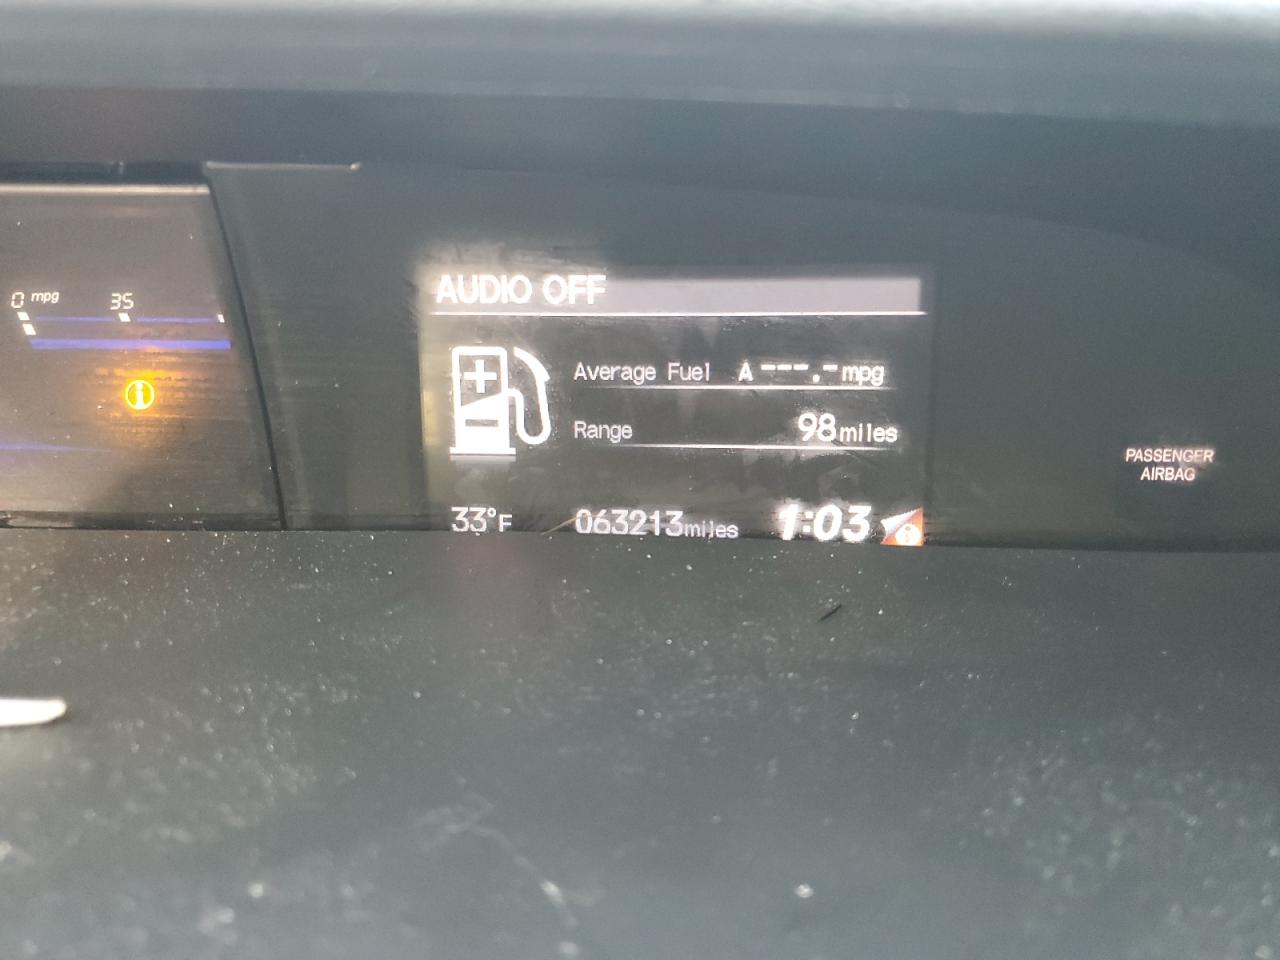 0 mpg 35
AUDIO OFF
Average Fuel A ---.- mpg
Range 98 miles
33°F 063213 miles 1:03
PASSENGER
AIRBAG